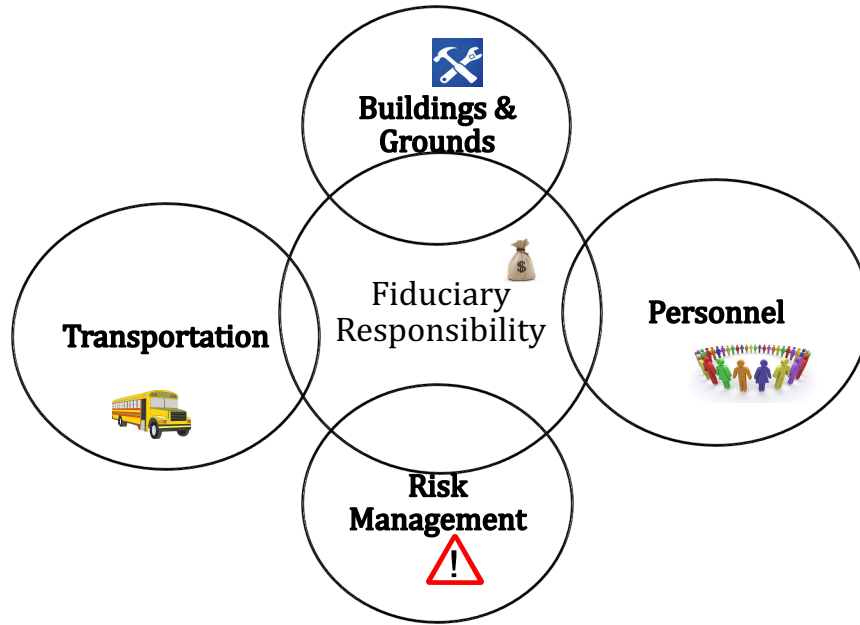 Buildings &
Grounds
$
Fiduciary
Responsibility
Transportation
Personnel
Risk
Management
!